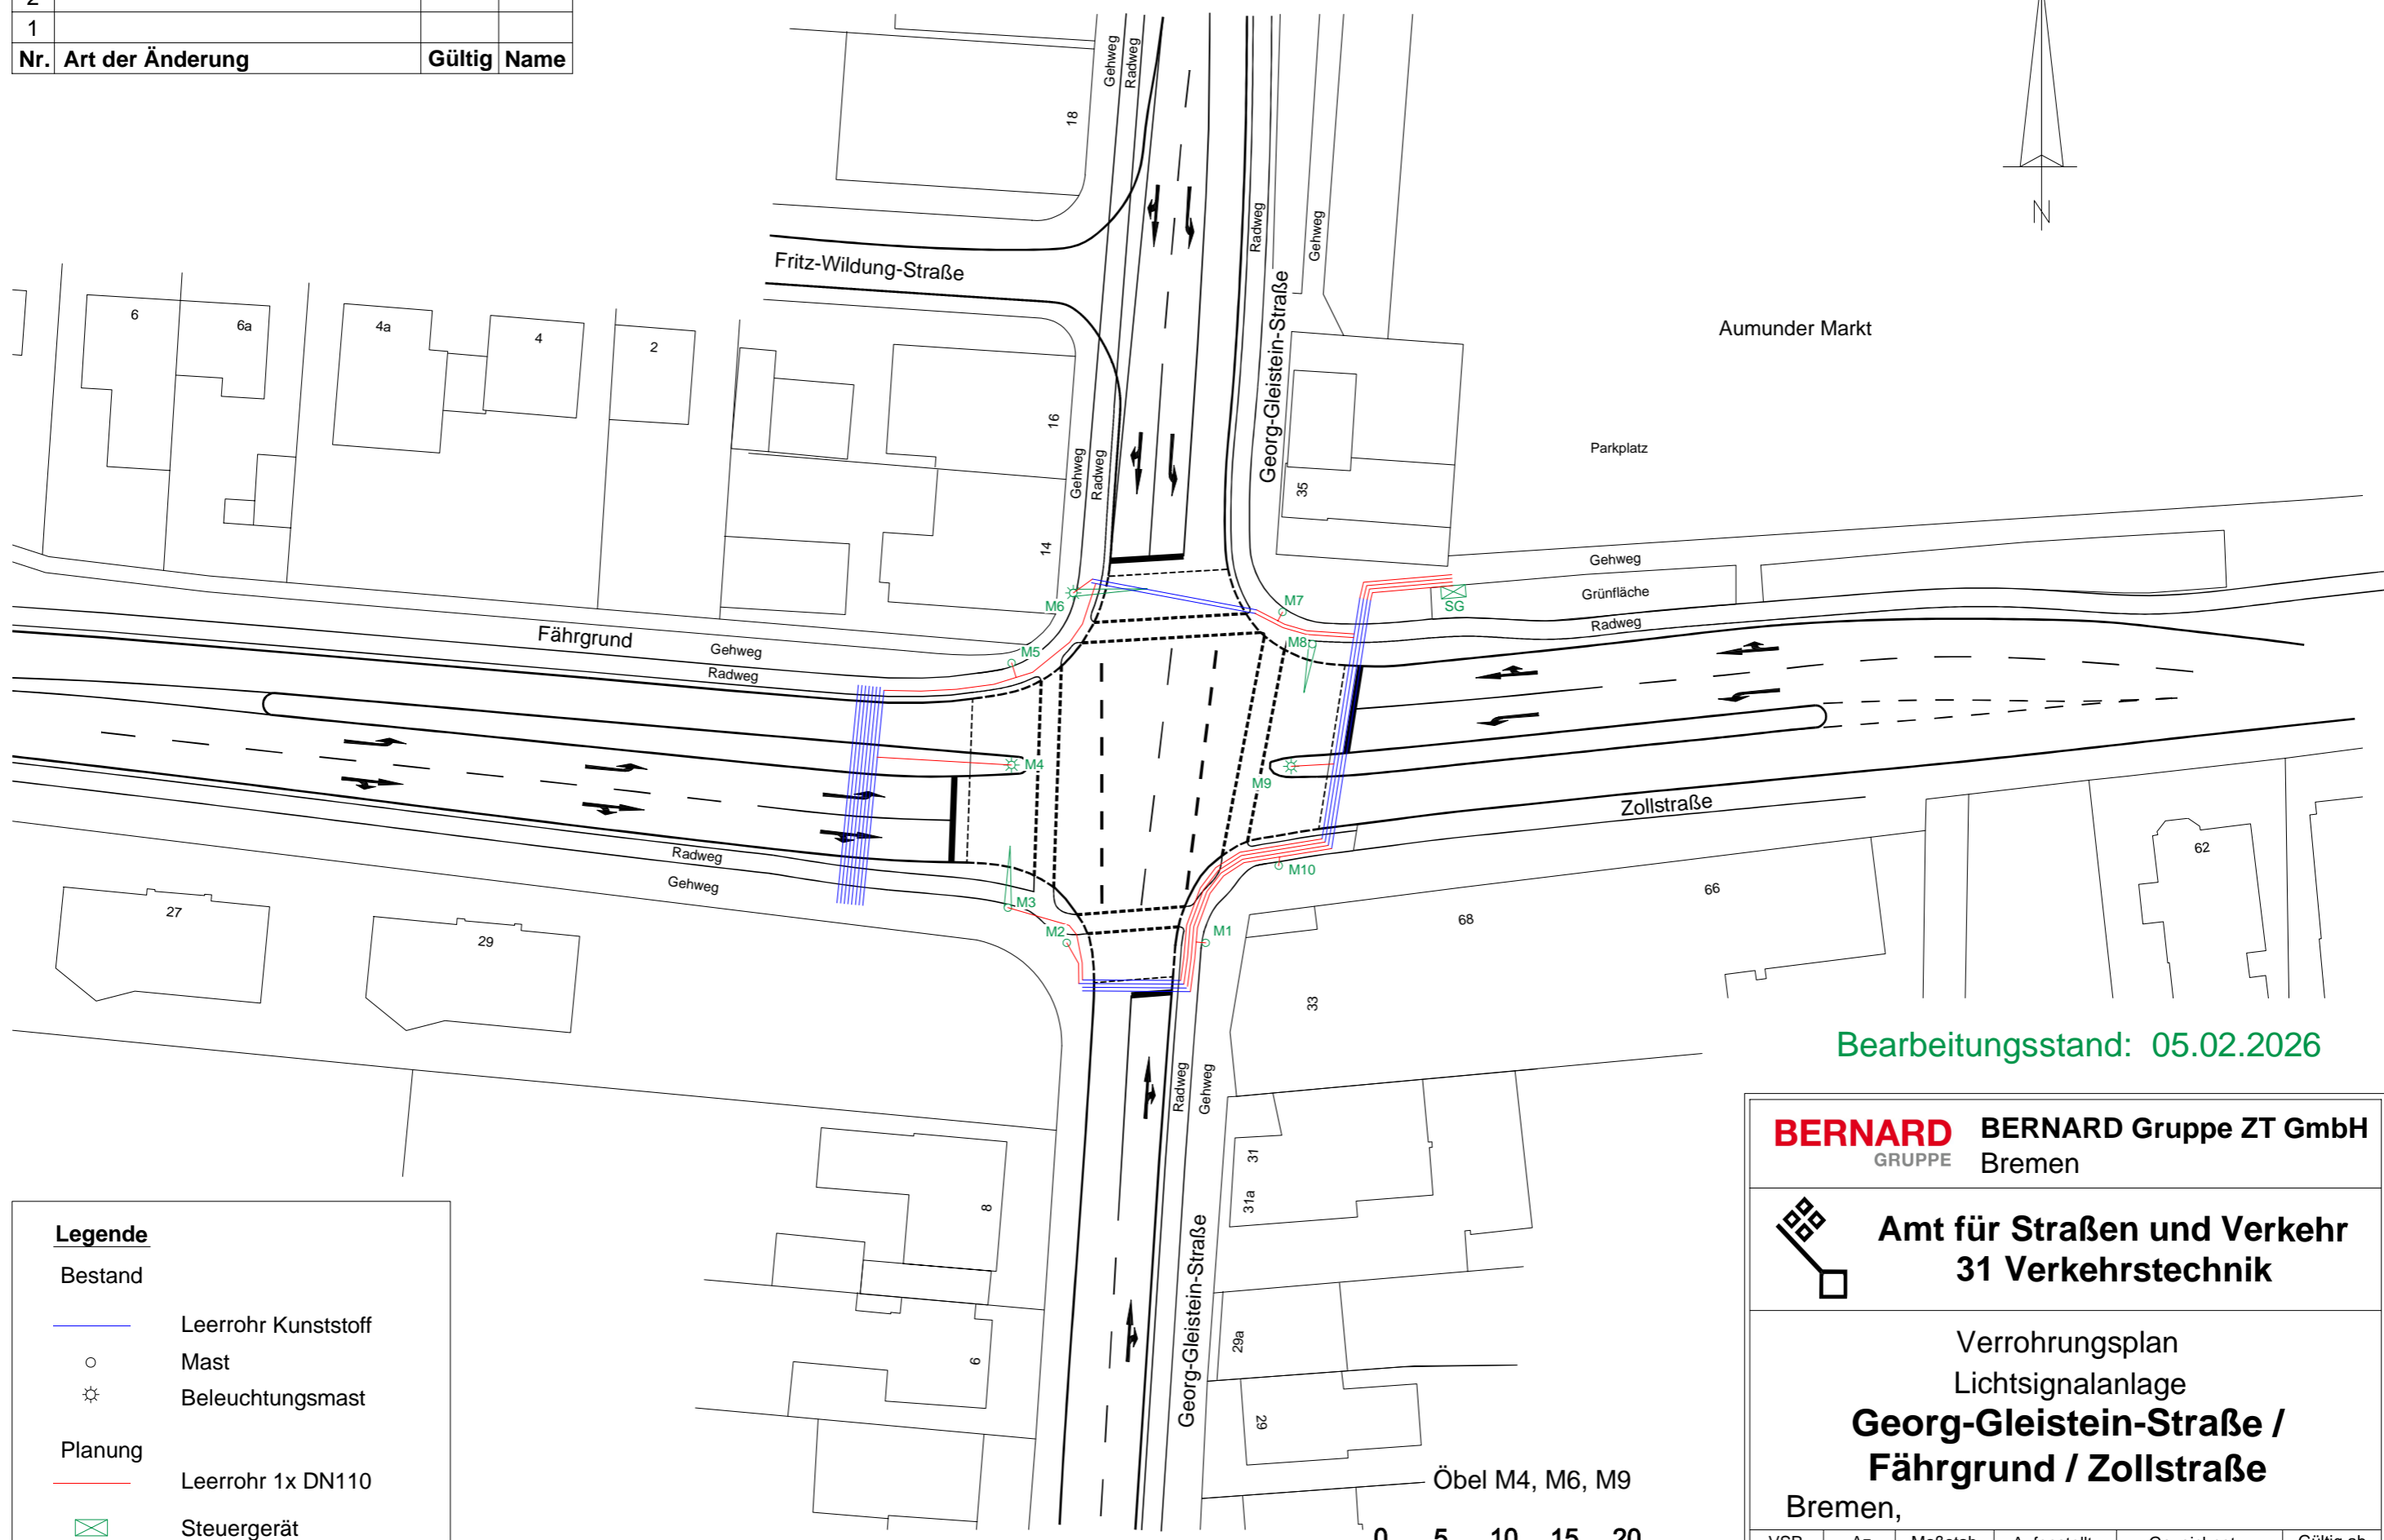 1
Nr. Art der Änderung Gültig Name
Gehweg
Radweg
18
N
Fritz-Wildung-Straße
Radweg
Gehweg
Georg-Gleistein-Straße
Aumunder Markt
6
6a
4a
4
2
16
Gehweg
Radweg
35
Parkplatz
14
Gehweg
Grünfläche
SG
Radweg
M6
M7
M8
Fährgrund
Gehweg
Radweg
M5
M4
M9
Zollstraße
Radweg
Gehweg
M10
M3
M2
M1
27
29
62
66
68
33
Radweg
Gehweg
31
31a
8
6
29a
29
Georg-Gleistein-Straße
Bearbeitungsstand: 05.02.2026
BERNARD
GRUPPE
BERNARD Gruppe ZT GmbH
Bremen
Amt für Straßen und Verkehr
31 Verkehrstechnik
Verrohrungsplan
Lichtsignalanlage
Georg-Gleistein-Straße /
Fährgrund / Zollstraße
Bremen,
Legende
Bestand
Leerrohr Kunststoff
Mast
Beleuchtungsmast
Planung
Leerrohr 1x DN110
Steuergerät
Öbel M4, M6, M9
0 5 10 15 20